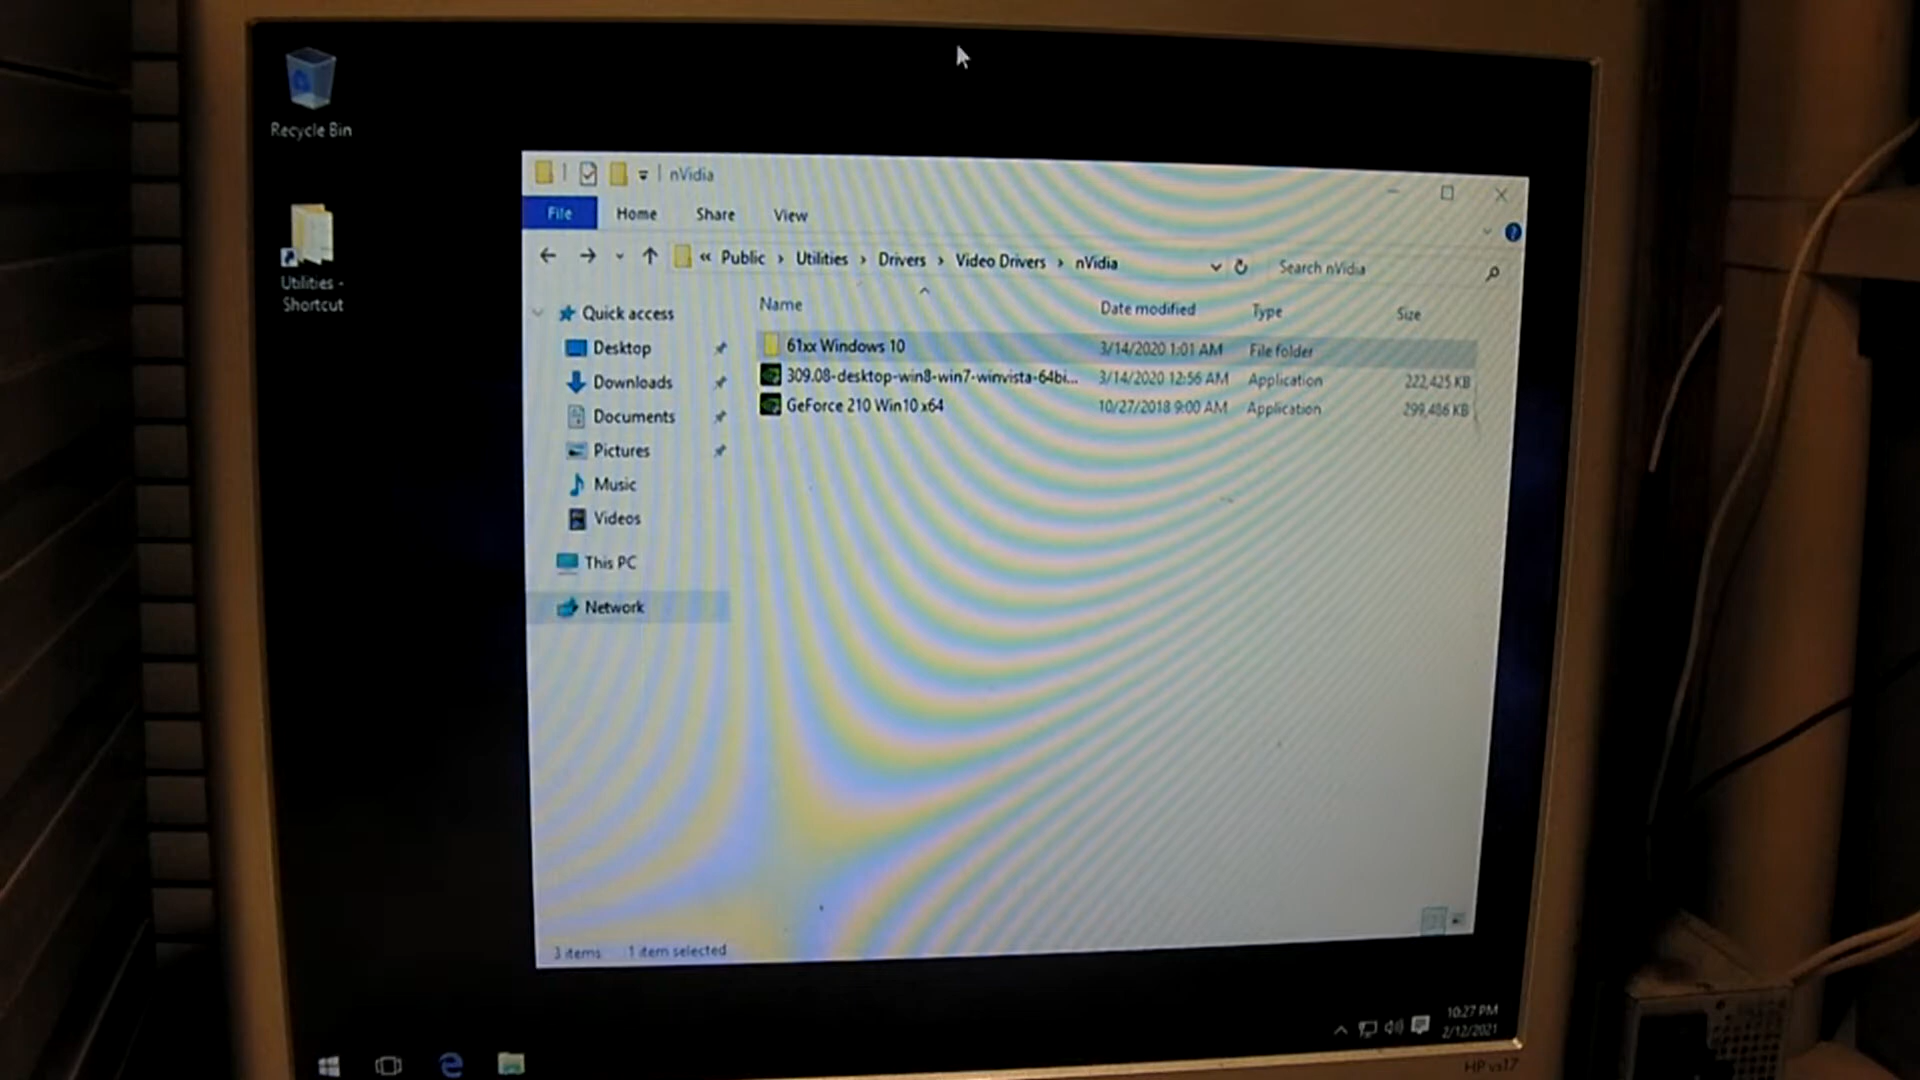 Recycle Bin
Utilities -
Shortcut
nVidia
File Home Share View
« Public › Utilities › Drivers › Video Drivers › nVidia
Search nVidia
Name Date modified Type Size
61xx Windows 10 3/14/2020 1:01 AM File folder
309.08-desktop-win8-win7-winvista-64bi... 3/14/2020 12:56 AM Application 222,425 KB
GeForce 210 Win10 x64 10/27/2018 9:00 AM Application 299,486 KB
Quick access
Desktop
Downloads
Documents
Pictures
Music
Videos
This PC
Network
3 items 1 item selected
10:27 PM
2/12/2021
HP vs17